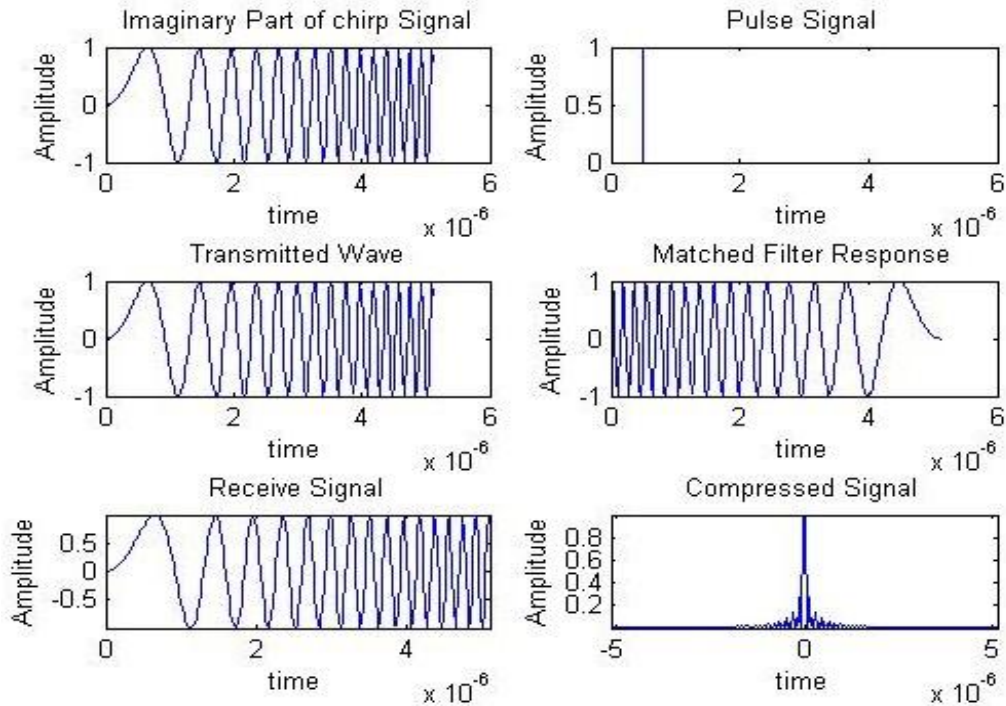 Imaginary Part of chirp Signal
Amplitude
1
0
-1
0 2 4 6
time
x 10^-6
Pulse Signal
Amplitude
1
0.5
0
0 2 4 6
time
x 10^-6
Transmitted Wave
Amplitude
1
0
-1
0 2 4 6
time
x 10^-6
Matched Filter Response
Amplitude
1
0
-1
0 2 4 6
time
x 10^-6
Receive Signal
Amplitude
0.5
0
-0.5
0 2 4
time
x 10^-6
Compressed Signal
Amplitude
0.8
0.6
0.4
0.2
-5 0 5
time
x 10^-6